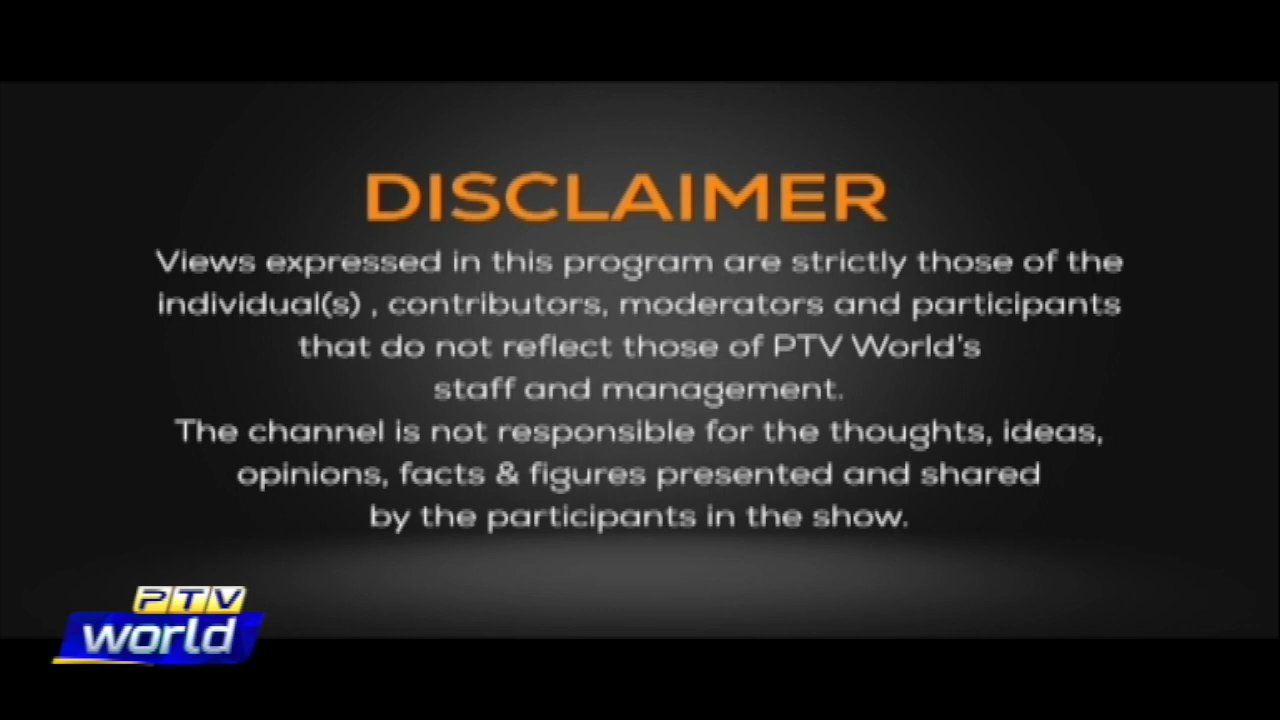 DISCLAIMER
Views expressed in this program are strictly those of the
individual(s) , contributors, moderators and participants
that do not reflect those of PTV World's
staff and management.
The channel is not responsible for the thoughts, ideas,
opinions, facts & figures presented and shared
by the participants in the show.
PTV
world